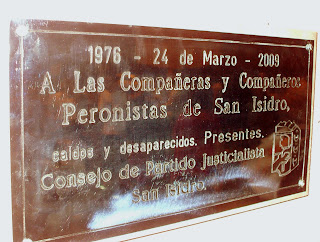 1976 - 24 de Marzo - 2009
A Las Compañeras y Compañeros
Peronistas de San Isidro,
caídos y desaparecidos. Presentes.
Consejo de Partido Justicialista
San Isidro.